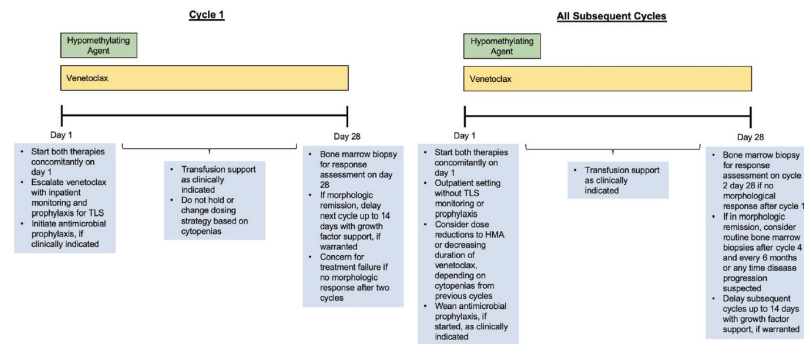 Cycle 1
Hypomethylating
Agent
Venetoclax
Day 1
• Start both therapies
concomitantly on
day 1
• Escalate venetoclax
with inpatient
monitoring and
prophylaxis for TLS
• Initiate antimicrobial
prophylaxis, if
clinically indicated
• Transfusion support
as clinically
indicated
• Do not hold or
change dosing
strategy based on
cytopenias
Day 28
• Bone marrow biopsy
for response
assessment on day
28
• If morphologic
remission, delay
next cycle up to 14
days with growth
factor support, if
warranted
• Concern for
treatment failure if
no morphologic
response after two
cycles
All Subsequent Cycles
Hypomethylating
Agent
Venetoclax
Day 1
• Start both therapies
concomitantly on
day 1
• Outpatient setting
without TLS
monitoring or
prophylaxis
• Consider dose
reductions to HMA
or decreasing
duration of
venetoclax,
depending on
cytopenias from
previous cycles
• Wean antimicrobial
prophylaxis, if
started, as clinically
indicated
• Transfusion support
as clinically
indicated
Day 28
• Bone marrow biopsy
for response
assessment on cycle
2 day 28 if no
morphological
response after cycle 1
• If in morphologic
remission, consider
routine bone marrow
biopsies after cycle 4
and every 6 months
or any time disease
progression
suspected
• Delay subsequent
cycles up to 14 days
with growth factor
support, if warranted